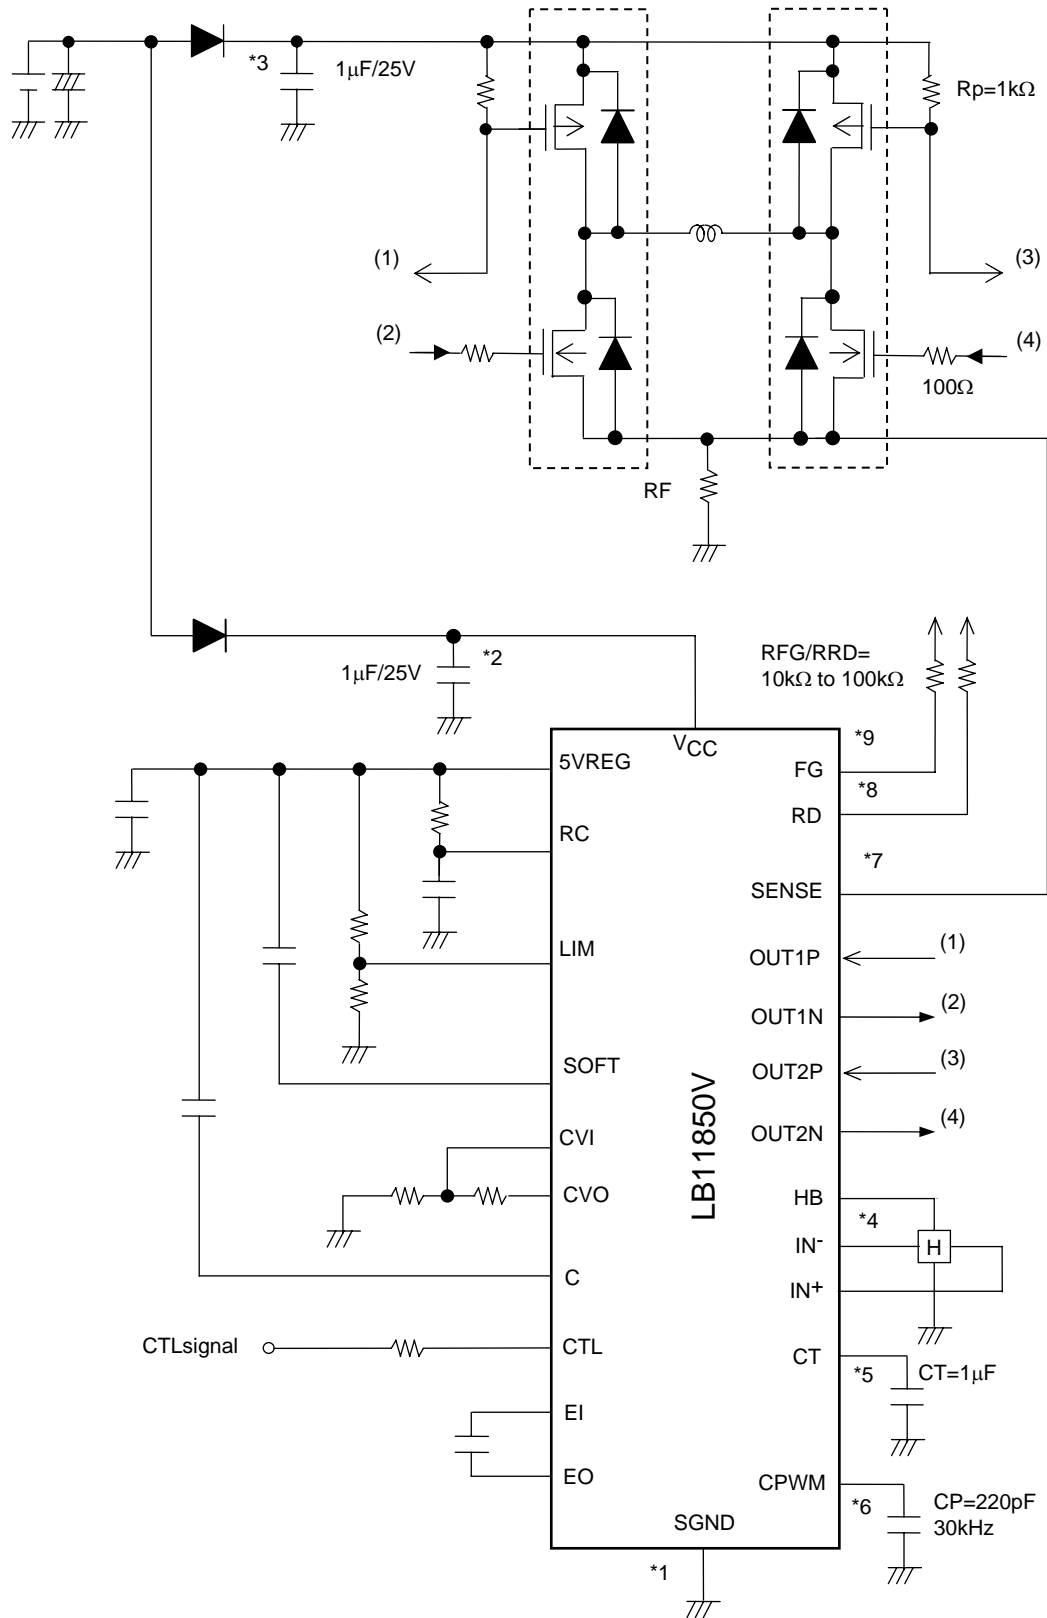 *3
1μF/25V
Rp=1kΩ
(1)
(3)
(2)
(4)
100Ω
RF
RFG/RRD=
10kΩ to 100kΩ
1μF/25V
*2
VCC
*9
5VREG
FG
*8
RD
RC
*7
SENSE
LIM
OUT1P
(1)
OUT1N
(2)
SOFT
OUT2P
(3)
LB11850V
OUT2N
(4)
CVI
CVO
HB
*4
IN-
H
C
IN+
CTLsignal
CTL
CT
*5
CT=1μF
EI
EO
CPWM
*6
CP=220pF
30kHz
SGND
*1